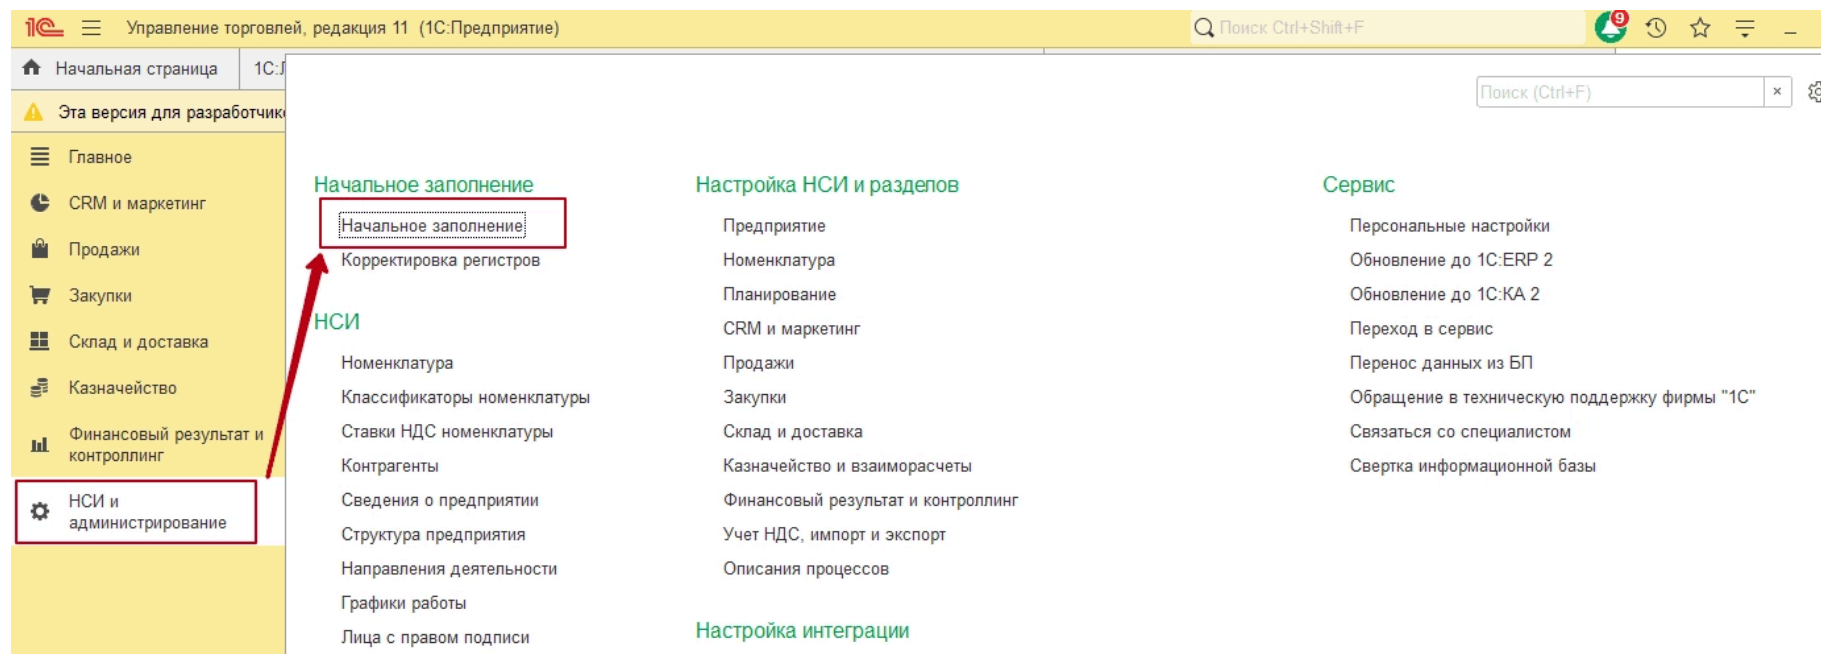 1С Управление торговлей, редакция 11 (1С:Предприятие) Поиск Ctrl+Shift+F 9
Начальная страница 1С:
Эта версия для разработчик
Поиск (Ctrl+F) ×
Главное
CRM и маркетинг
Продажи
Закупки
Склад и доставка
Казначейство
Финансовый результат и
контроллинг
НСИ и
администрирование
Начальное заполнение
Начальное заполнение
Корректировка регистров
НСИ
Номенклатура
Классификаторы номенклатуры
Ставки НДС номенклатуры
Контрагенты
Сведения о предприятии
Структура предприятия
Направления деятельности
Графики работы
Лица с правом подписи
Настройка НСИ и разделов
Предприятие
Номенклатура
Планирование
CRM и маркетинг
Продажи
Закупки
Склад и доставка
Казначейство и взаиморасчеты
Финансовый результат и контроллинг
Учет НДС, импорт и экспорт
Описания процессов
Настройка интеграции
Сервис
Персональные настройки
Обновление до 1С:ERP 2
Обновление до 1С:КА 2
Переход в сервис
Перенос данных из БП
Обращение в техническую поддержку фирмы "1С"
Связаться со специалистом
Свертка информационной базы